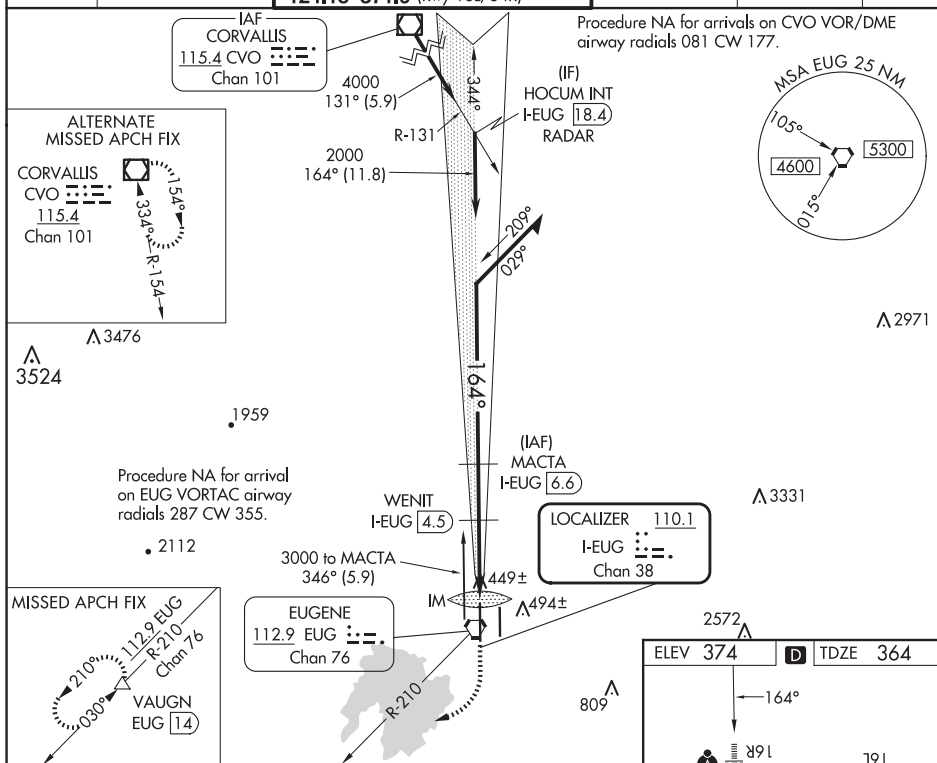 IAF
CORVALLIS
115.4 CVO
Chan 101
Procedure NA for arrivals on CVO VOR/DME
airway radials 081 CW 177.
4000
131° (5.9)
R-131
344°
(IF)
HOCUM INT
I-EUG 18.4
RADAR
2000
164° (11.8)
MSA EUG 25 NM
105°
4600
5300
015°
ALTERNATE
MISSED APCH FIX
CORVALLIS
CVO
115.4
Chan 101
154°
334°
R-154
209°
029°
3476
3524
2971
164°
1959
(IAF)
MACTA
I-EUG 6.6
Procedure NA for arrival
on EUG VORTAC airway
radials 287 CW 355.
WENIT
I-EUG 4.5
3331
2112
LOCALIZER 110.1
I-EUG
Chan 38
3000 to MACTA
346° (5.9)
449±
IM
494±
EUGENE
112.9 EUG
Chan 76
2572
MISSED APCH FIX
112.9 EUG
R-210
Chan 76
210°
030°
VAUGN
EUG 14
R-210
809
ELEV 374
D
TDZE 364
164°
16R
16L